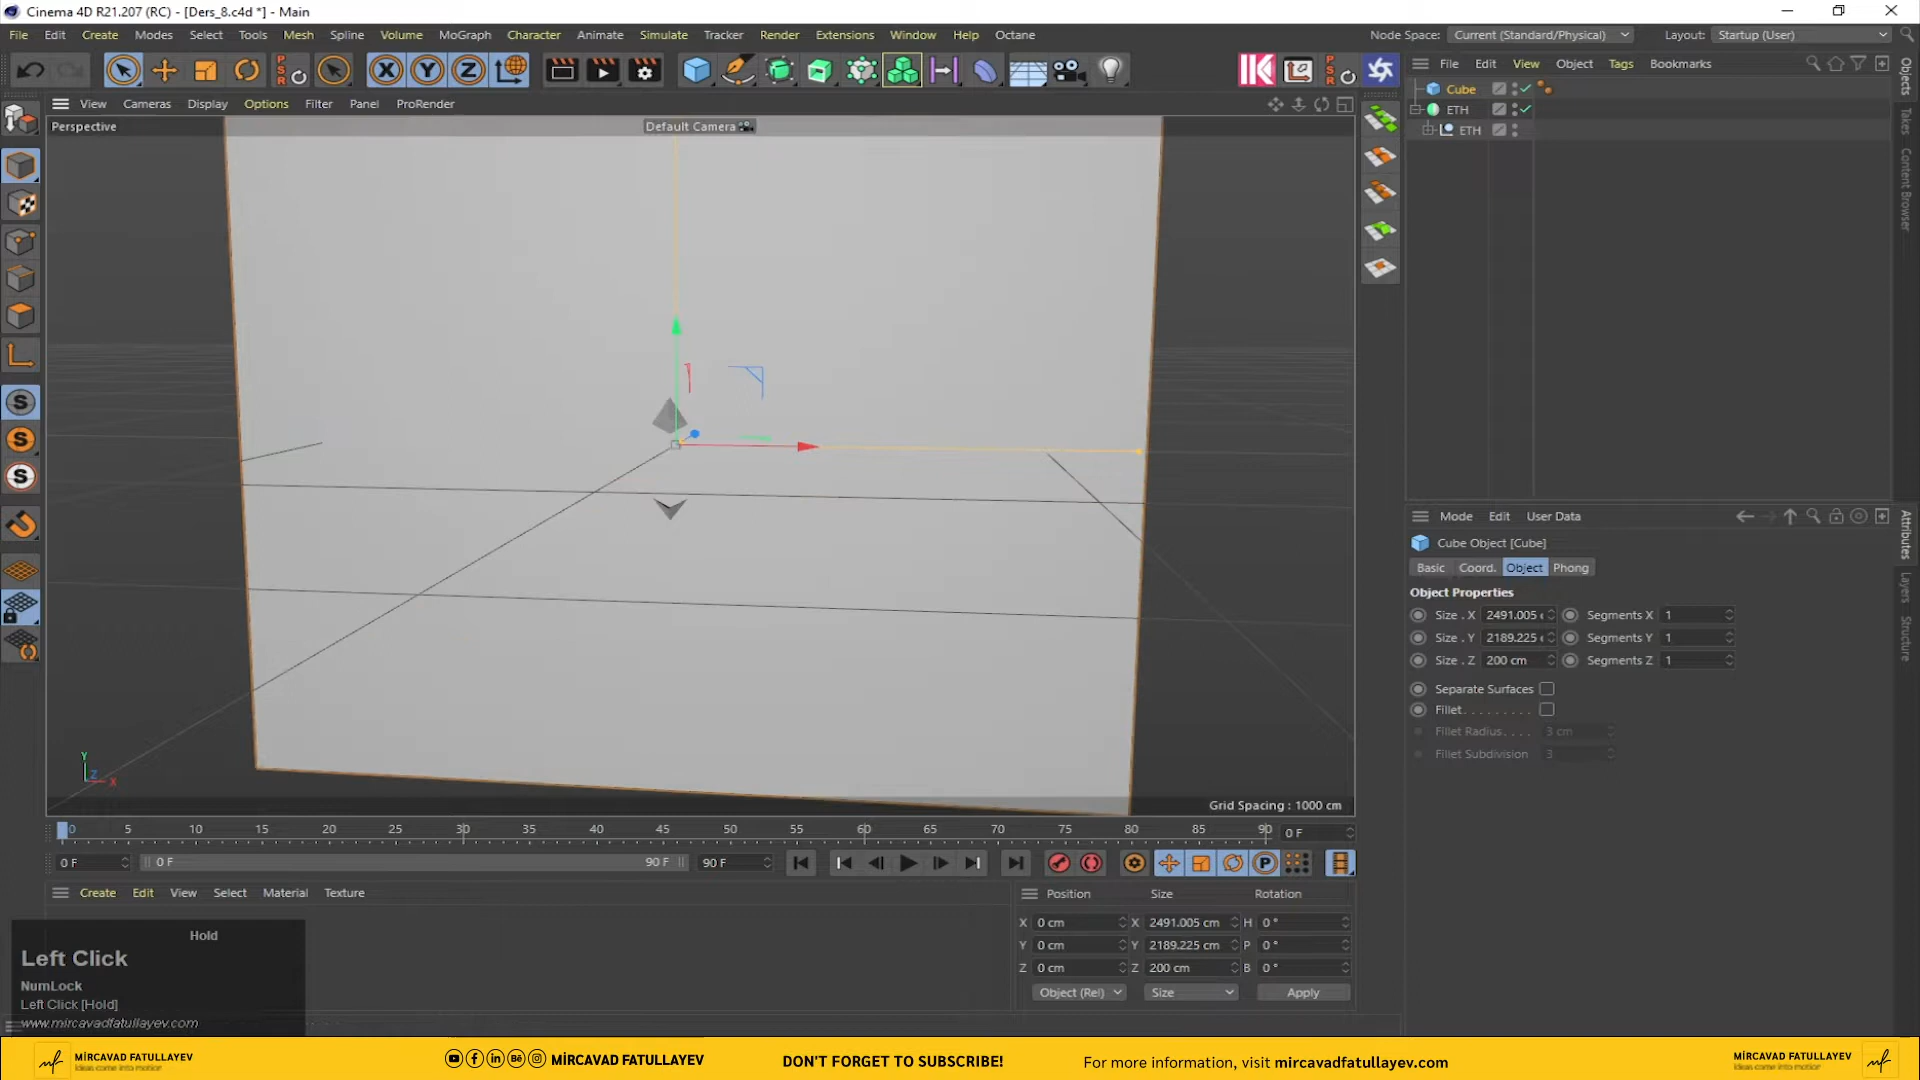 Cinema 4D R21.207 (RC) - [Ders_8.c4d *] - Main
File Edit Create Modes Select Tools Mesh Spline Volume MoGraph Character Animate Simulate Tracker Render Extensions Window Help Octane
Node Space: Current (Standard/Physical) Layout: Startup (User)
File Edit View Object Tags Bookmarks
Cube
ETH
ETH
View Cameras Display Options Filter Panel ProRender
Perspective
Default Camera
Y
Z
X
Grid Spacing : 1000 cm
Objects
Takes
Content Browser
Attributes
Layers
Structure
Mode Edit User Data
Cube Object [Cube]
Basic Coord. Object Phong
Object Properties
Size . X 2491.005 c Segments X 1
Size . Y 2189.225 c Segments Y 1
Size . Z 200 cm Segments Z 1
Separate Surfaces
Fillet . . . . . . . . .
Fillet Radius. . . . 3 cm
Fillet Subdivision 3
0 5 10 15 20 25 30 35 40 45 50 55 60 65 70 75 80 85 90 0 F
0 F 0 F 90 F 90 F
Create Edit View Select Material Texture
Position Size Rotation
X 0 cm X 2491.005 cm H 0 °
Y 0 cm Y 2189.225 cm P 0 °
Z 0 cm Z 200 cm B 0 °
Object (Rel) Size Apply
Hold
Left Click
NumLock
Left Click [Hold]
www.mircavadfatullayev.com
MİRCAVAD FATULLAYEV
Ideas come into motion
MİRCAVAD FATULLAYEV
DON'T FORGET TO SUBSCRIBE!
For more information, visit mircavadfatullayev.com
MİRCAVAD FATULLAYEV
Ideas come into motion